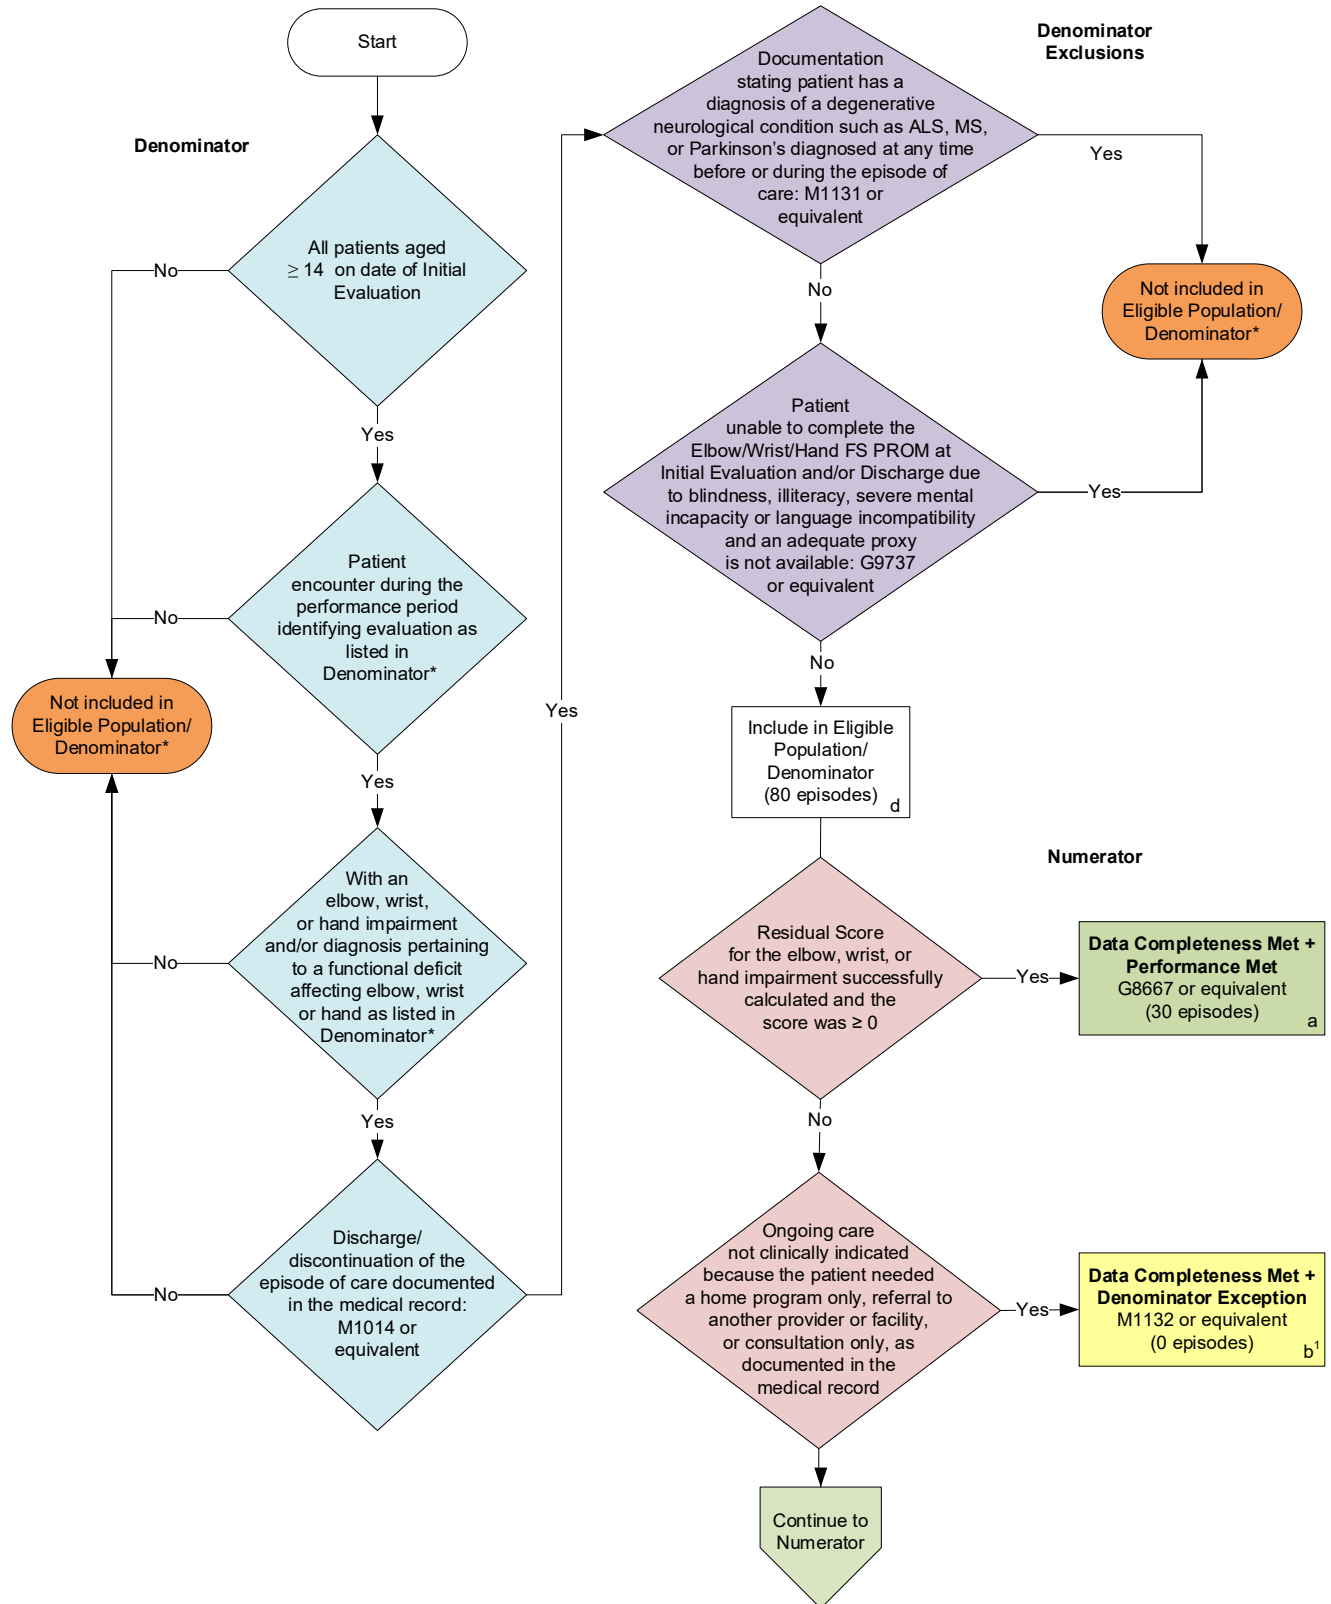 Start
Denominator
All patients aged
≥ 14 on date of Initial
Evaluation
No
Yes
Patient
encounter during the
performance period
identifying evaluation as
listed in
Denominator*
No
Not included in
Eligible Population/
Denominator*
Yes
With an
elbow, wrist,
or hand impairment
and/or diagnosis pertaining
to a functional deficit
affecting elbow, wrist
or hand as listed in
Denominator*
No
Yes
Discharge/
discontinuation of the
episode of care documented
in the medical record:
M1014 or
equivalent
No
Yes
Denominator
Exclusions
Documentation
stating patient has a
diagnosis of a degenerative
neurological condition such as ALS, MS,
or Parkinson’s diagnosed at any time
before or during the episode of
care: M1131 or
equivalent
Yes
No
Not included in
Eligible Population/
Denominator*
Patient
unable to complete the
Elbow/Wrist/Hand FS PROM at
Initial Evaluation and/or Discharge due
to blindness, illiteracy, severe mental
incapacity or language incompatibility
and an adequate proxy
is not available: G9737
or equivalent
Yes
No
Include in Eligible
Population/
Denominator
(80 episodes)
d
Numerator
Residual Score
for the elbow, wrist, or
hand impairment successfully
calculated and the
score was ≥ 0
Yes
Data Completeness Met +
Performance Met
G8667 or equivalent
(30 episodes)
a
No
Ongoing care
not clinically indicated
because the patient needed
a home program only, referral to
another provider or facility,
or consultation only, as
documented in the
medical record
Yes
Data Completeness Met +
Denominator Exception
M1132 or equivalent
(0 episodes)
b¹
Continue to
Numerator